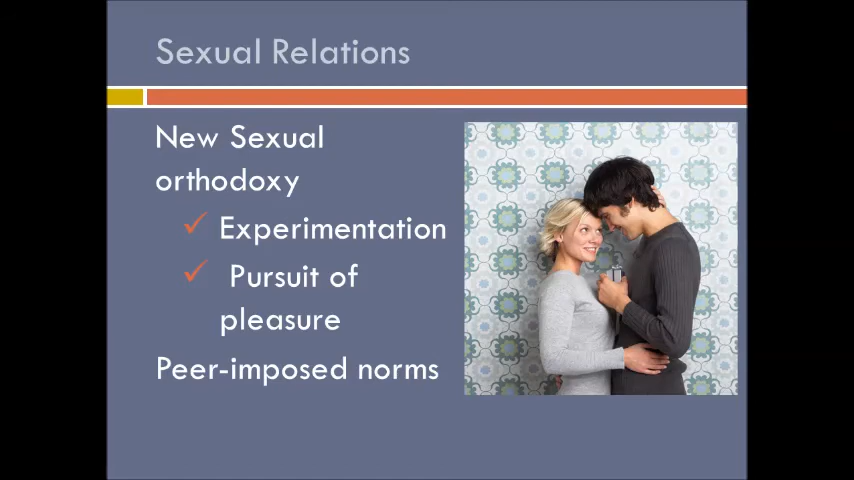 Sexual Relations
New Sexual
orthodoxy
Experimentation
Pursuit of
pleasure
Peer-imposed norms